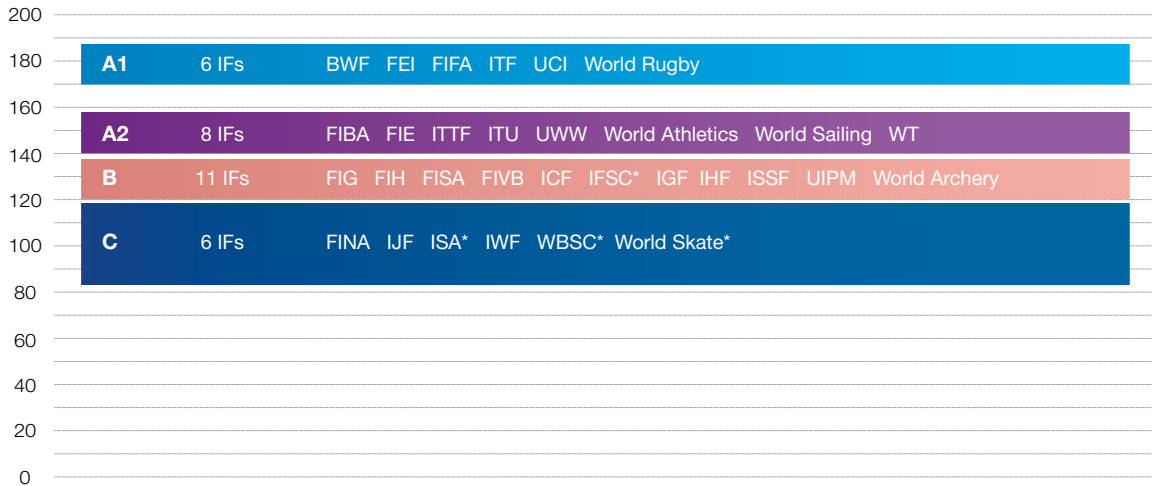 200
180
A1 6 IFs BWF FEI FIFA ITF UCI World Rugby
160
A2 8 IFs FIBA FIE ITTF ITU UWW World Athletics World Sailing WT
140
B 11 IFs FIG FIH FISA FIVB ICF IFSC* IGF IHF ISSF UIPM World Archery
120
C 6 IFs FINA IJF ISA* IWF WBSC* World Skate*
100
80
60
40
20
0